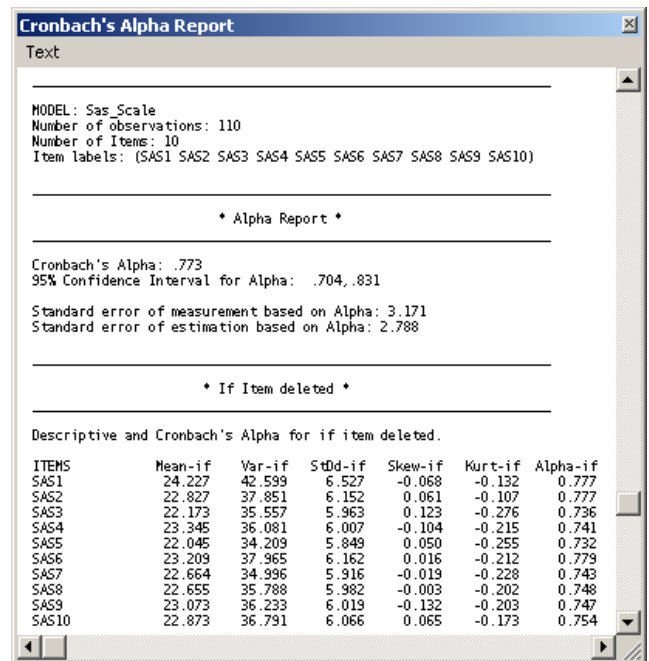 Cronbach's Alpha Report
Text
MODEL: Sas_Scale
Number of observations: 110
Number of Items: 10
Item labels: (SAS1 SAS2 SAS3 SAS4 SAS5 SAS6 SAS7 SAS8 SAS9 SAS10)
* Alpha Report *
Cronbach's Alpha: .773
95% Confidence Interval for Alpha: .704,.831
Standard error of measurement based on Alpha: 3.171
Standard error of estimation based on Alpha: 2.788
* If Item deleted *
Descriptive and Cronbach's Alpha for if item deleted.
ITEMS Mean-if Var-if StDd-if Skew-if Kurt-if Alpha-if
SAS1 24.227 42.599 6.527 -0.068 -0.132 0.777
SAS2 22.827 37.851 6.152 0.061 -0.107 0.777
SAS3 22.173 35.557 5.963 0.123 -0.276 0.736
SAS4 23.345 36.081 6.007 -0.104 -0.215 0.741
SAS5 22.045 34.209 5.849 0.050 -0.255 0.732
SAS6 23.209 37.965 6.162 0.016 -0.212 0.779
SAS7 22.664 34.996 5.916 -0.019 -0.228 0.743
SAS8 22.655 35.788 5.982 -0.003 -0.202 0.748
SAS9 23.073 36.233 6.019 -0.132 -0.203 0.747
SAS10 22.873 36.791 6.066 0.065 -0.173 0.754